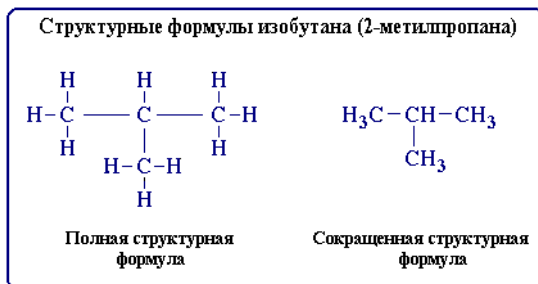 Структурные формулы изобутана (2-метилпропана)
H H H
H–C — C — C–H
H H
H–C–H
H
H₃C–CH–CH₃
CH₃
Полная структурная
формула
Сокращенная структурная
формула